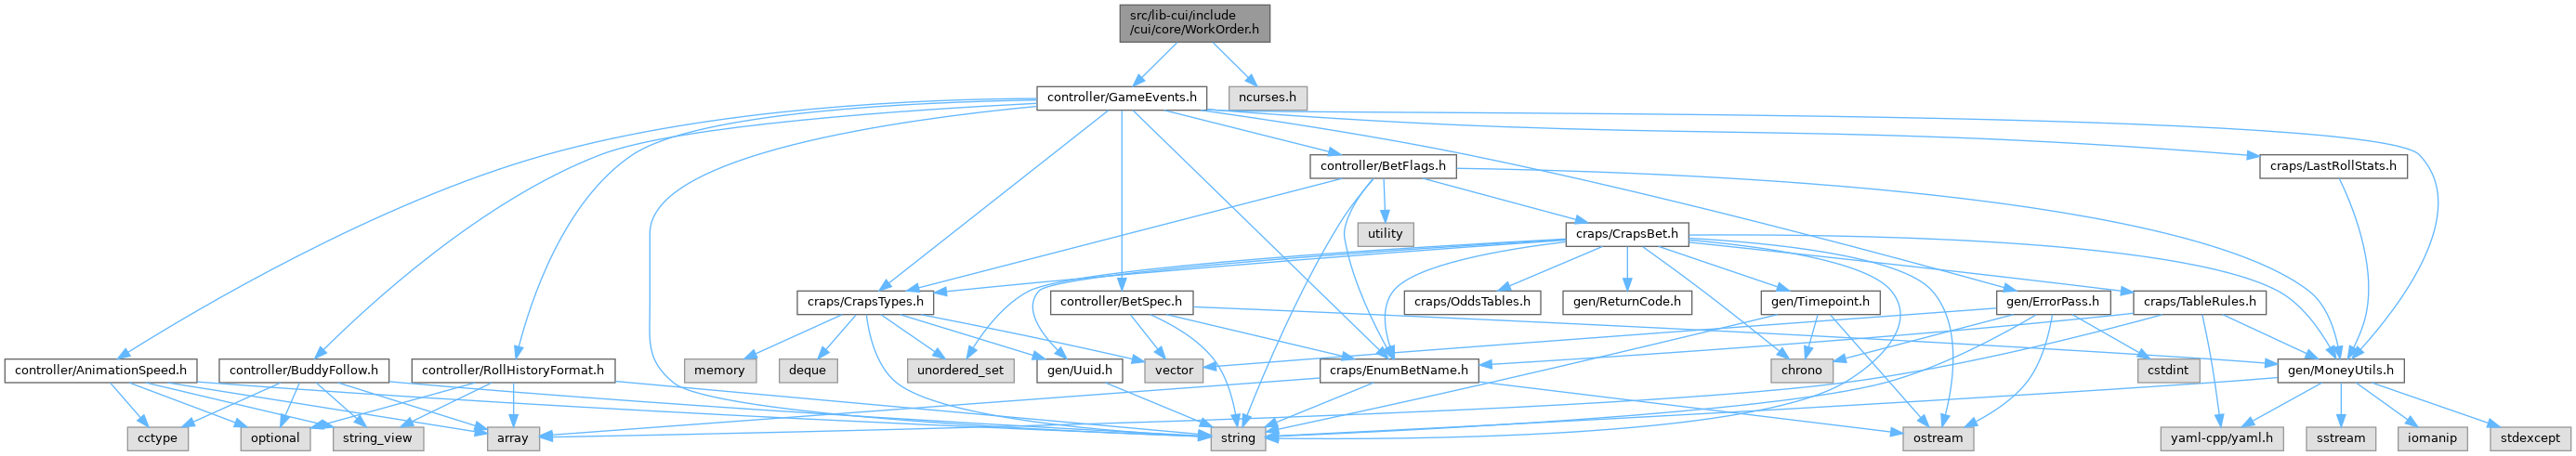 src/lib-cui/include
/cui/core/WorkOrder.h
controller/GameEvents.h
ncurses.h
controller/BetFlags.h
craps/LastRollStats.h
utility
craps/CrapsBet.h
craps/CrapsTypes.h
controller/BetSpec.h
craps/OddsTables.h
gen/ReturnCode.h
gen/Timepoint.h
gen/ErrorPass.h
craps/TableRules.h
controller/AnimationSpeed.h
controller/BuddyFollow.h
controller/RollHistoryFormat.h
memory
deque
unordered_set
gen/Uuid.h
vector
craps/EnumBetName.h
chrono
cstdint
gen/MoneyUtils.h
cctype
optional
string_view
array
string
ostream
yaml-cpp/yaml.h
sstream
iomanip
stdexcept